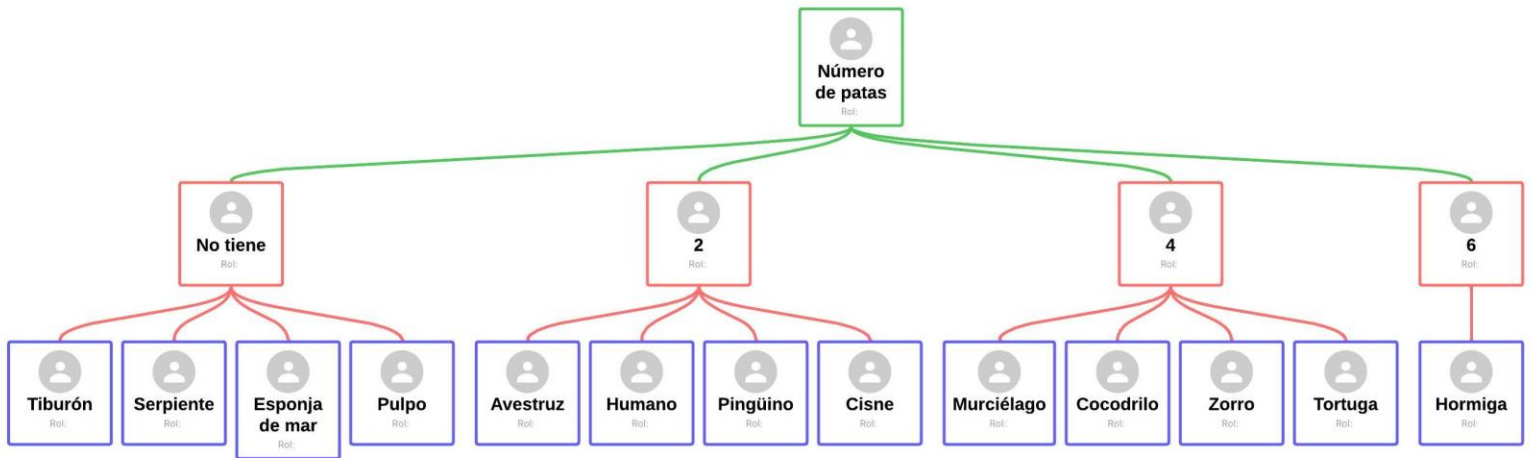 Número
de patas
Rol:
No tiene
Rol:
2
Rol:
4
Rol:
6
Rol:
Tiburón
Rol:
Serpiente
Rol:
Esponja
de mar
Rol:
Pulpo
Rol:
Avestruz
Rol:
Humano
Rol:
Pingüino
Rol:
Cisne
Rol:
Murciélago
Rol:
Cocodrilo
Rol:
Zorro
Rol:
Tortuga
Rol:
Hormiga
Rol: